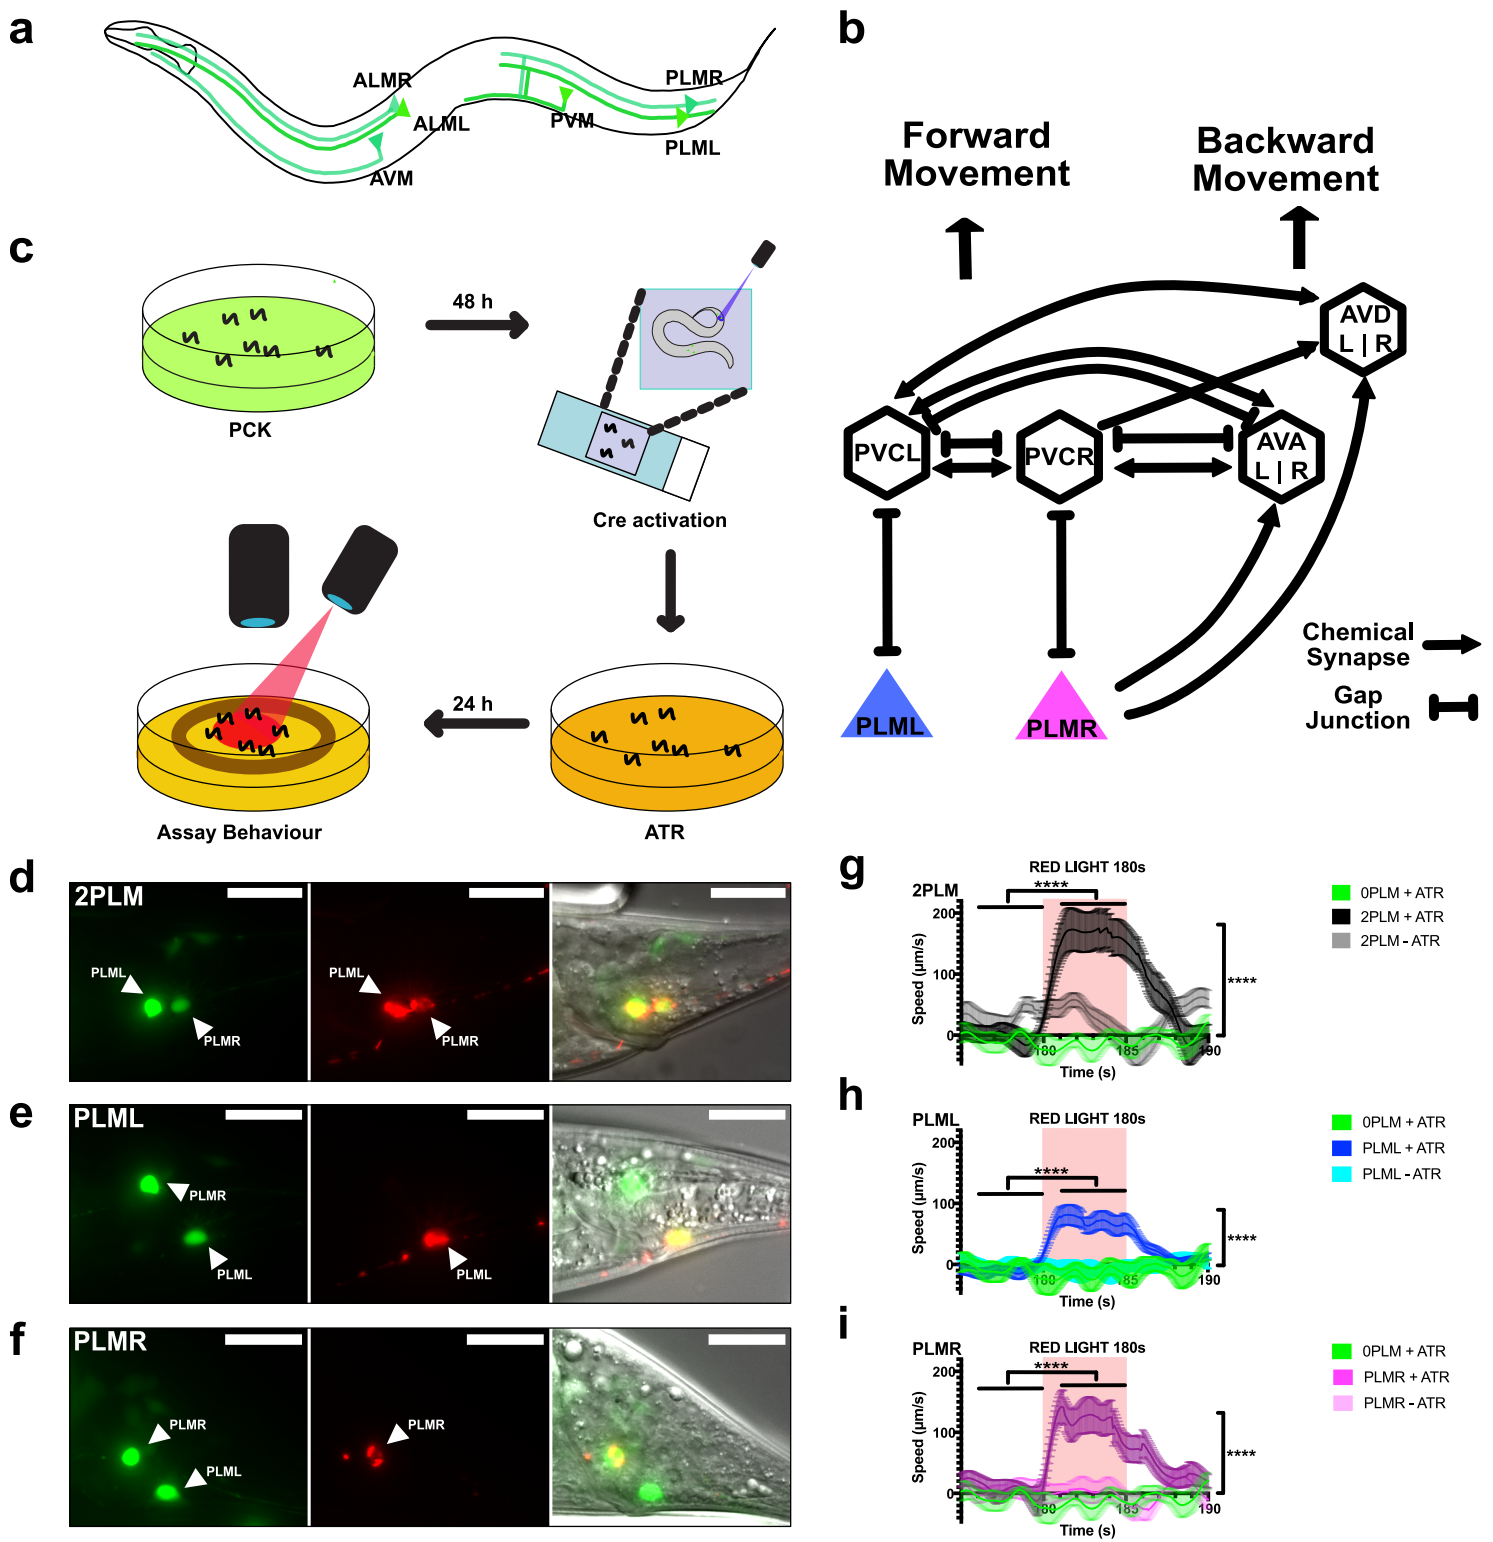 a
ALMR
ALML
AVM
PVM
PLMR
PLML
b
Forward
Movement
Backward
Movement
AVD
L | R
PVCL
PVCR
AVA
L | R
PLML
PLMR
Chemical
Synapse
Gap
Junction
c
PCK
48 h
Cre activation
24 h
Assay Behaviour
ATR
d
2PLM
PLML
PLMR
PLML
PLMR
e
PLML
PLMR
PLML
PLML
f
PLMR
PLMR
PLML
PLMR
g
RED LIGHT 180s
2PLM
****
200
100
0
Speed (µm/s)
180
185
190
Time (s)
****
0PLM + ATR
2PLM + ATR
2PLM - ATR
h
RED LIGHT 180s
PLML
****
200
100
0
Speed (µm/s)
180
185
190
Time (s)
****
0PLM + ATR
PLML + ATR
PLML - ATR
i
RED LIGHT 180s
PLMR
****
200
100
0
Speed (µm/s)
180
185
190
Time (s)
****
0PLM + ATR
PLMR + ATR
PLMR - ATR